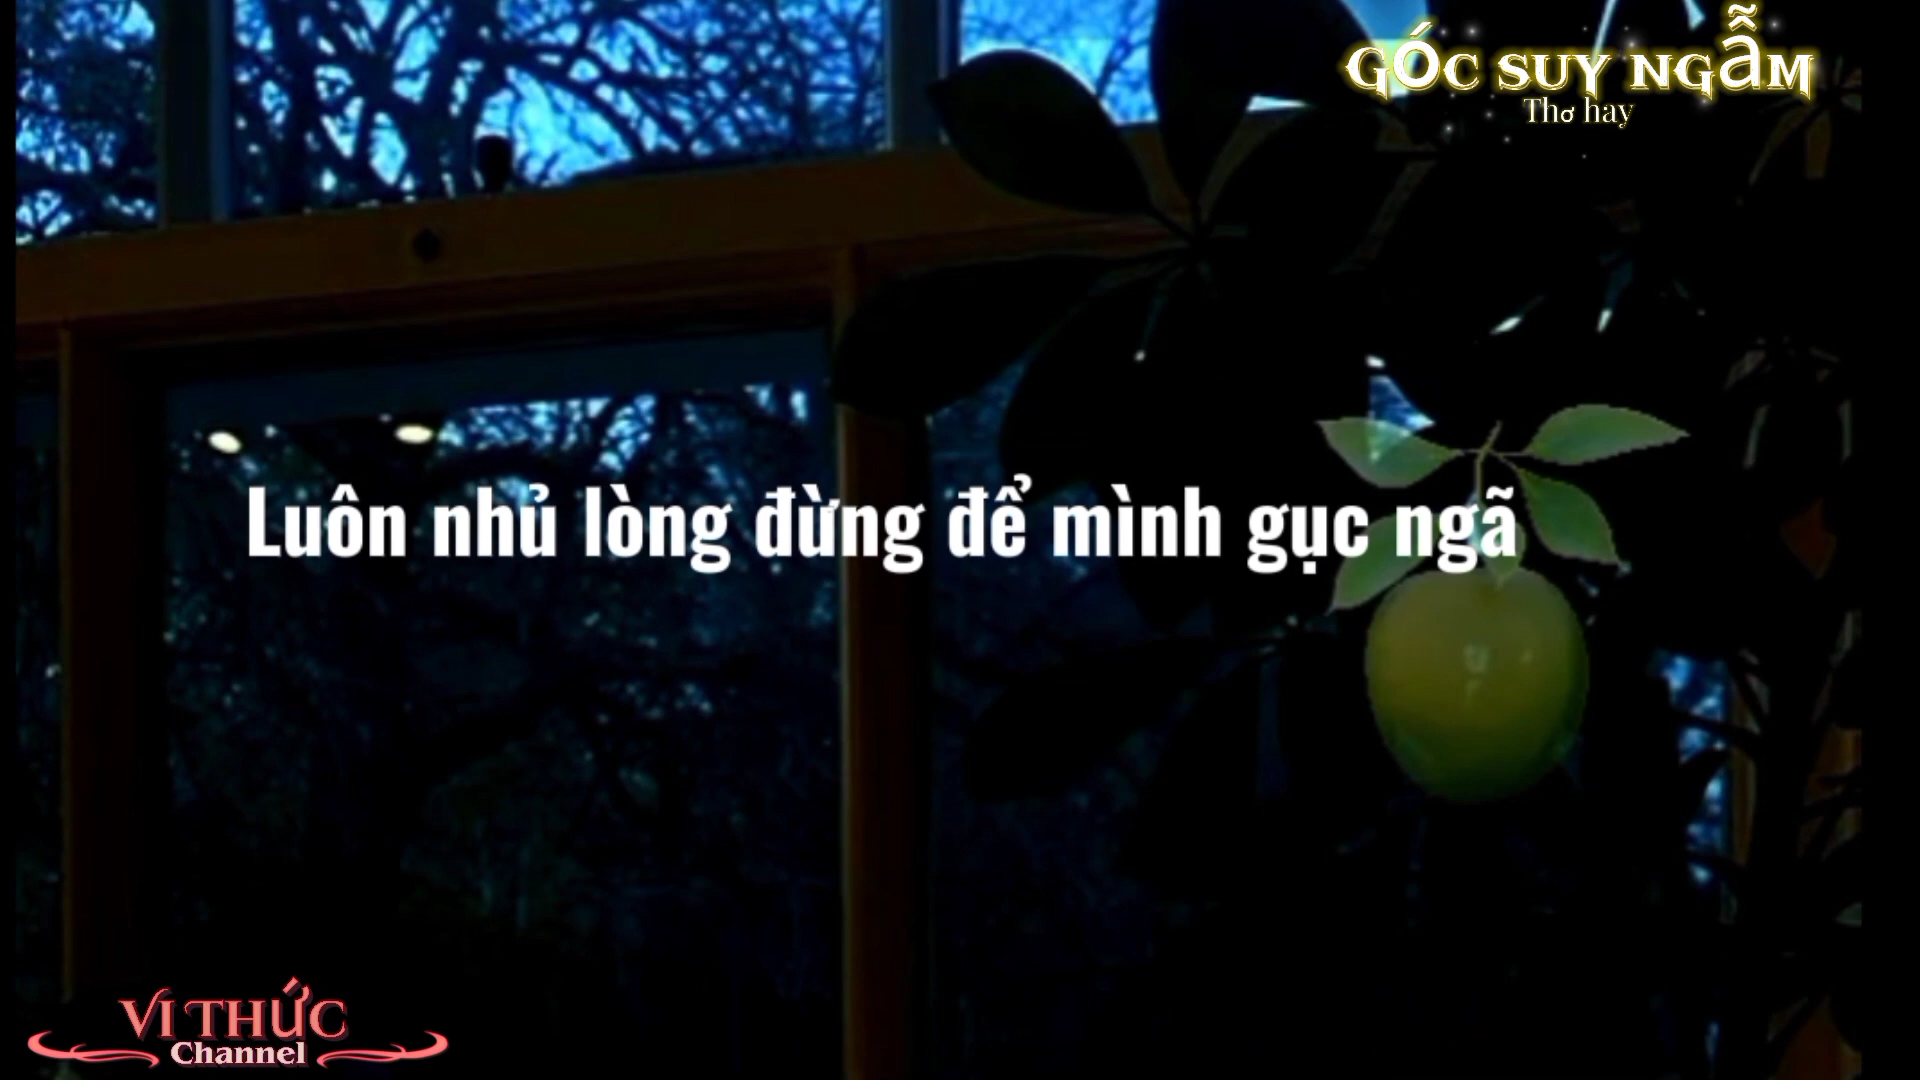 GÓC SUY NGẪM
Thơ hay
Luôn nhủ lòng đừng để mình gục ngã
VI THỨC
Channel